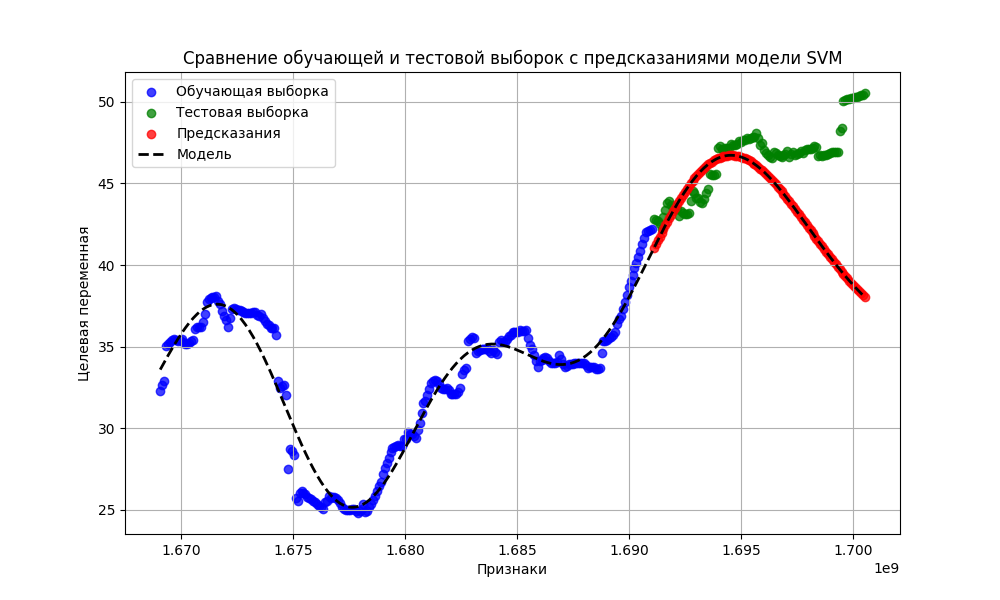 Сравнение обучающей и тестовой выборок с предсказаниями модели SVM
Обучающая выборка
Тестовая выборка
Предсказания
Модель
Целевая переменная
50
45
40
35
30
25
1.670
1.675
1.680
1.685
1.690
1.695
1.700
1e9
Признаки